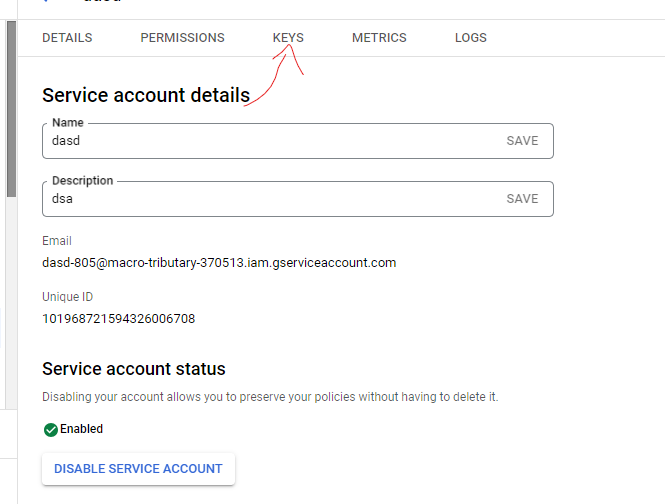 DETAILS PERMISSIONS KEYS METRICS LOGS
Service account details
Name
dasd SAVE
Description
dsa SAVE
Email
dasd-805@macro-tributary-370513.iam.gserviceaccount.com
Unique ID
101968721594326006708
Service account status
Disabling your account allows you to preserve your policies without having to delete it.
Enabled
DISABLE SERVICE ACCOUNT